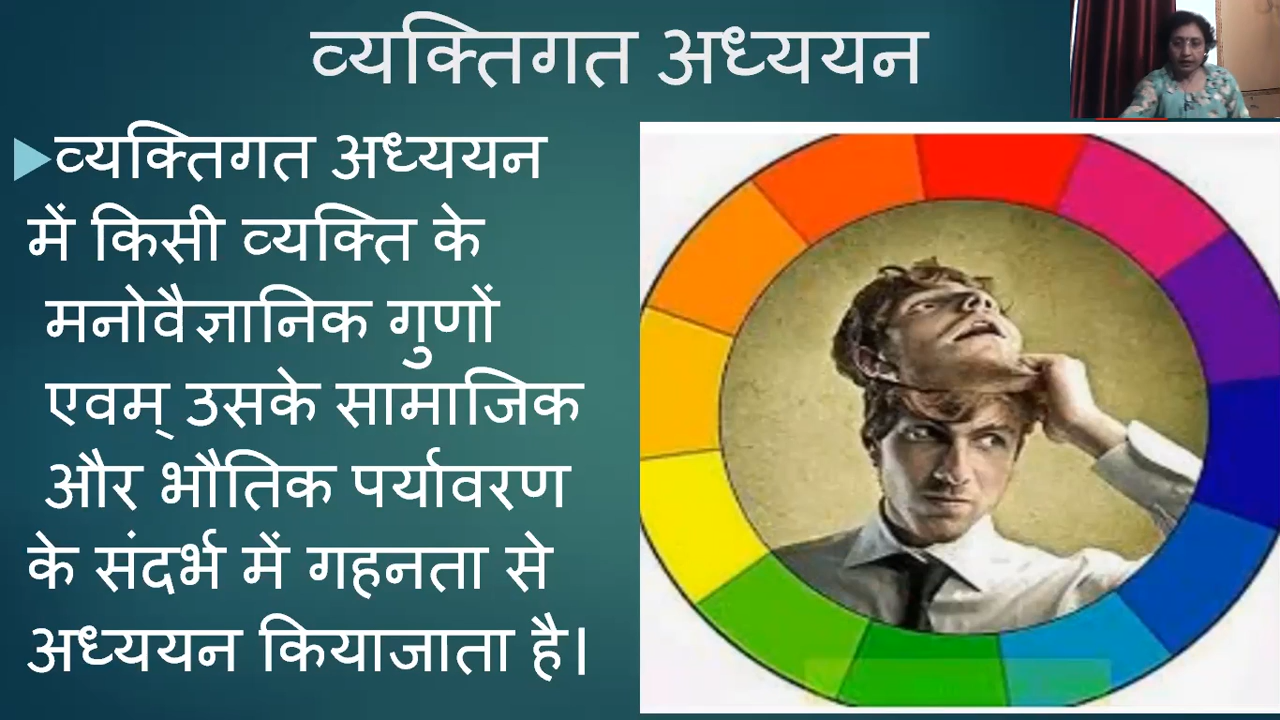 व्यक्तिगत अध्ययन
व्यक्तिगत अध्ययन
में किसी व्यक्ति के
मनोवैज्ञानिक गुणों
एवम् उसके सामाजिक
और भौतिक पर्यावरण
के संदर्भ में गहनता से
अध्ययन कियाजाता है।